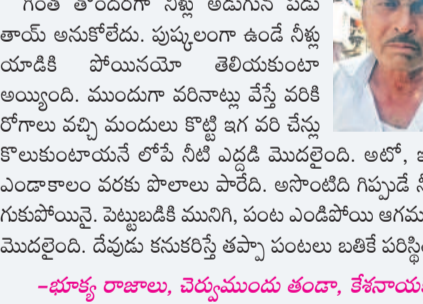 గింత తొందరగా నీళ్లు అడుగున పడు
తాయ్ అనుకోలేదు. పుష్కలంగా ఉండే నీళ్లు
యాడికి పోయినయో తెలియకుంటా
అయ్యింది. ముందుగా వరినాట్లు వేస్తే వరికి
రోగాలు వచ్చి మందులు కొట్టి ఇగ వరి చేన్లు
కొలుకుంటాయనే లోపే నీటి ఎద్దడి మొదలైంది. అటో,
ఎండాకాలం వరకు పొలాలు పారేది. అసొంటిది గిప్పుడే
గుకుపోయినై. పెట్టుబడికి మునిగి, పంట ఎండిపోయి ఆగమ
మొదలైంది. దేవుడు కనుకరిస్తే తప్పా పంటలు బతికే పరిస్థి
–భూక్య రాజాలు, చెర్వుముందు తండా, కేశనాయ